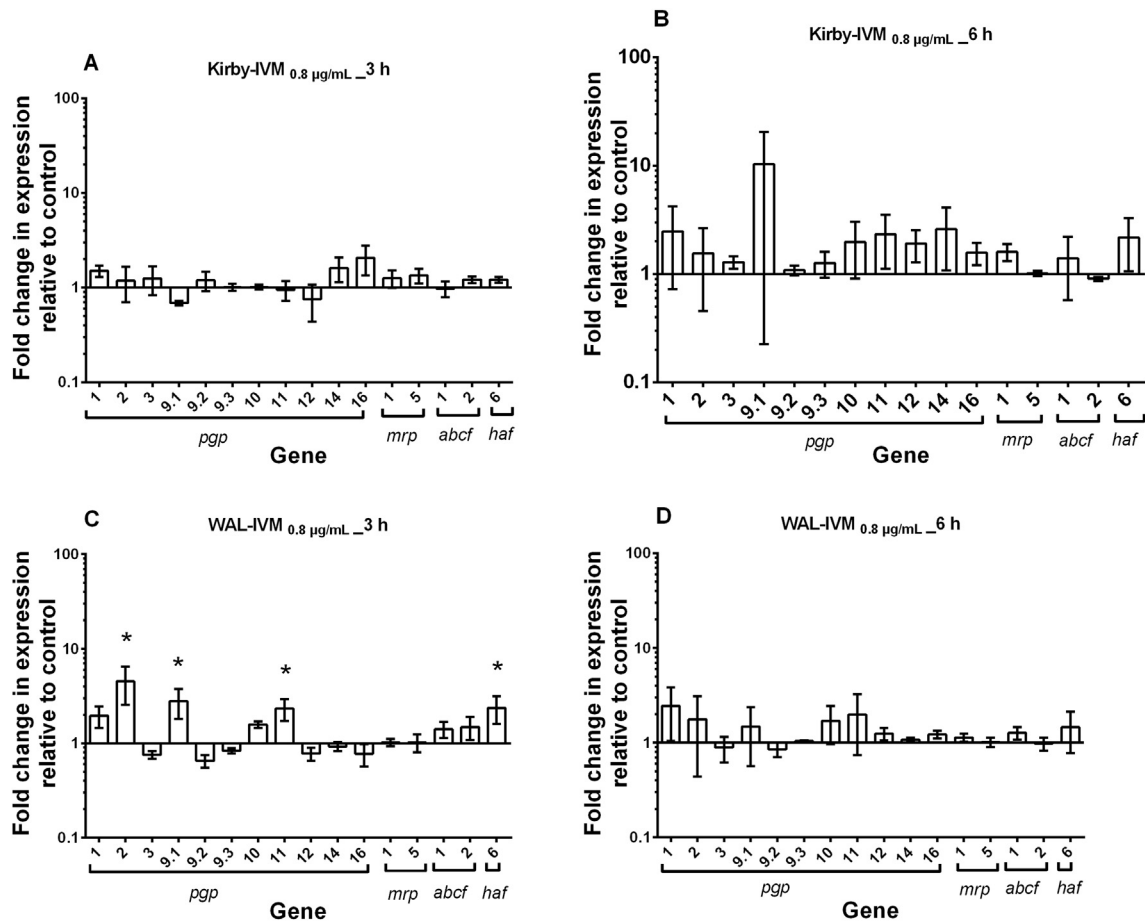 A
Kirby-IVM 0.8 µg/mL _3 h
Fold change in expression
relative to control
100
10
1
0.1
1 2 3 9.1 9.2 9.3 10 11 12 14 16 1 5 1 2 6
pgp mrp abcf haf
Gene
B
Kirby-IVM 0.8 µg/mL _6 h
Fold change in expression
relative to control
100
10
1
0.1
1 2 3 9.1 9.2 9.3 10 11 12 14 16 1 5 1 2 6
pgp mrp abcf haf
Gene
C
WAL-IVM 0.8 µg/mL _3 h
Fold change in expression
relative to control
100
10
1
0.1
* * * *
1 2 3 9.1 9.2 9.3 10 11 12 14 16 1 5 1 2 6
pgp mrp abcf haf
Gene
D
WAL-IVM 0.8 µg/mL _6 h
Fold change in expression
relative to control
100
10
1
0.1
1 2 3 9.1 9.2 9.3 10 11 12 14 16 1 5 1 2 6
pgp mrp abcf haf
Gene